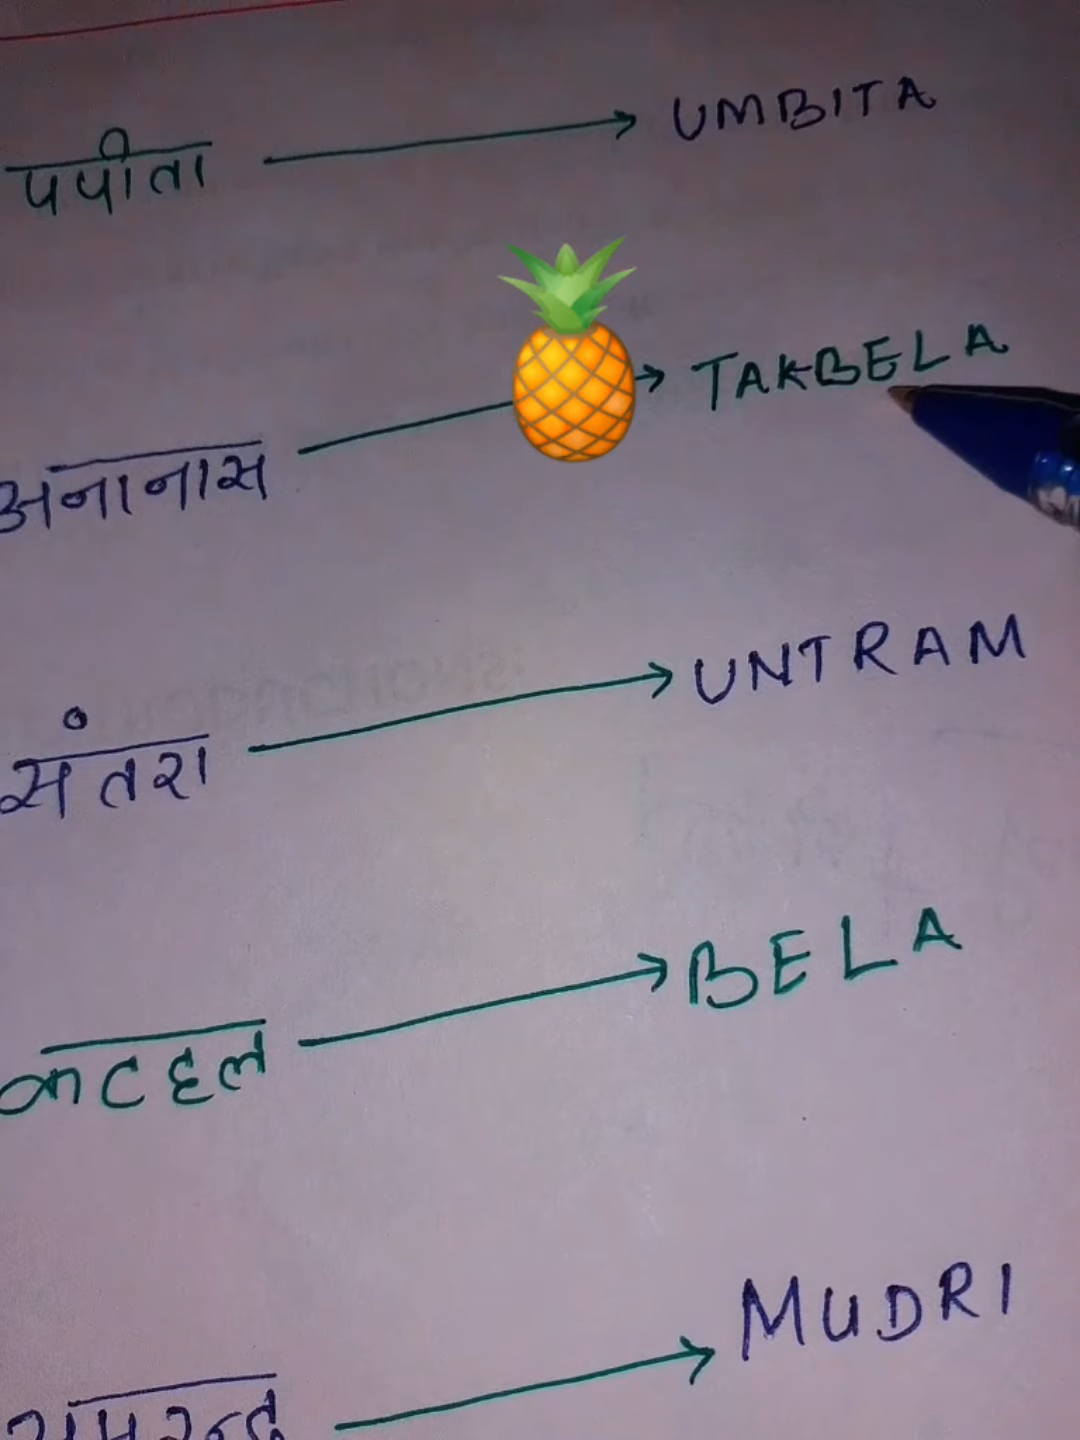 पपीता → UMBITA
अनानास → TAKBELA
संतरा → UNTRAM
कटहल → BELA
→ MUDRI